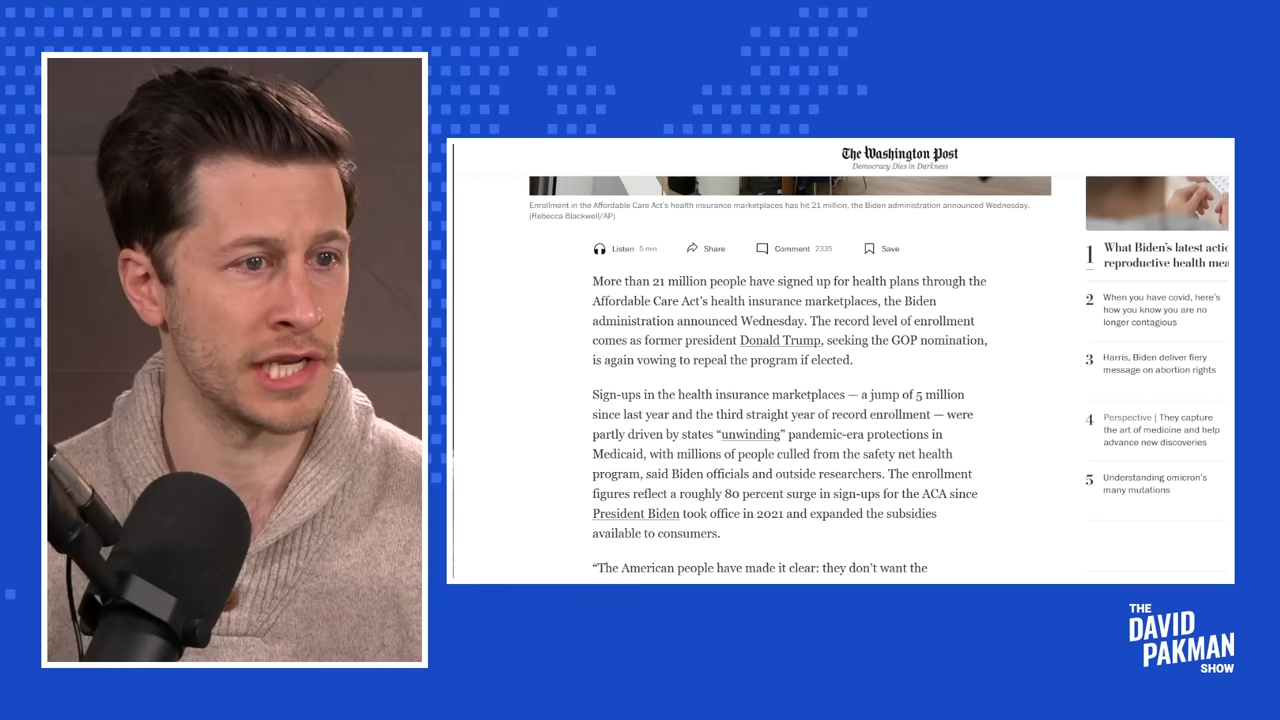 The Washington Post
Democracy Dies in Darkness
Enrollment in the Affordable Care Act's health insurance marketplaces has hit 21 million, the Biden administration announced Wednesday.
(Rebecca Blackwell/AP)
Listen 5 min
Share
Comment 2335
Save
More than 21 million people have signed up for health plans through the
Affordable Care Act's health insurance marketplaces, the Biden
administration announced Wednesday. The record level of enrollment
comes as former president Donald Trump, seeking the GOP nomination,
is again vowing to repeal the program if elected.
Sign-ups in the health insurance marketplaces — a jump of 5 million
since last year and the third straight year of record enrollment — were
partly driven by states “unwinding” pandemic-era protections in
Medicaid, with millions of people culled from the safety net health
program, said Biden officials and outside researchers. The enrollment
figures reflect a roughly 80 percent surge in sign-ups for the ACA since
President Biden took office in 2021 and expanded the subsidies
available to consumers.
“The American people have made it clear: they don’t want the
1 What Biden’s latest actio
reproductive health mea
2 When you have covid, here’s
how you know you are no
longer contagious
3 Harris, Biden deliver fiery
message on abortion rights
4 Perspective | They capture
the art of medicine and help
advance new discoveries
5 Understanding omicron’s
many mutations
THE
DAVID
PAKMAN
SHOW